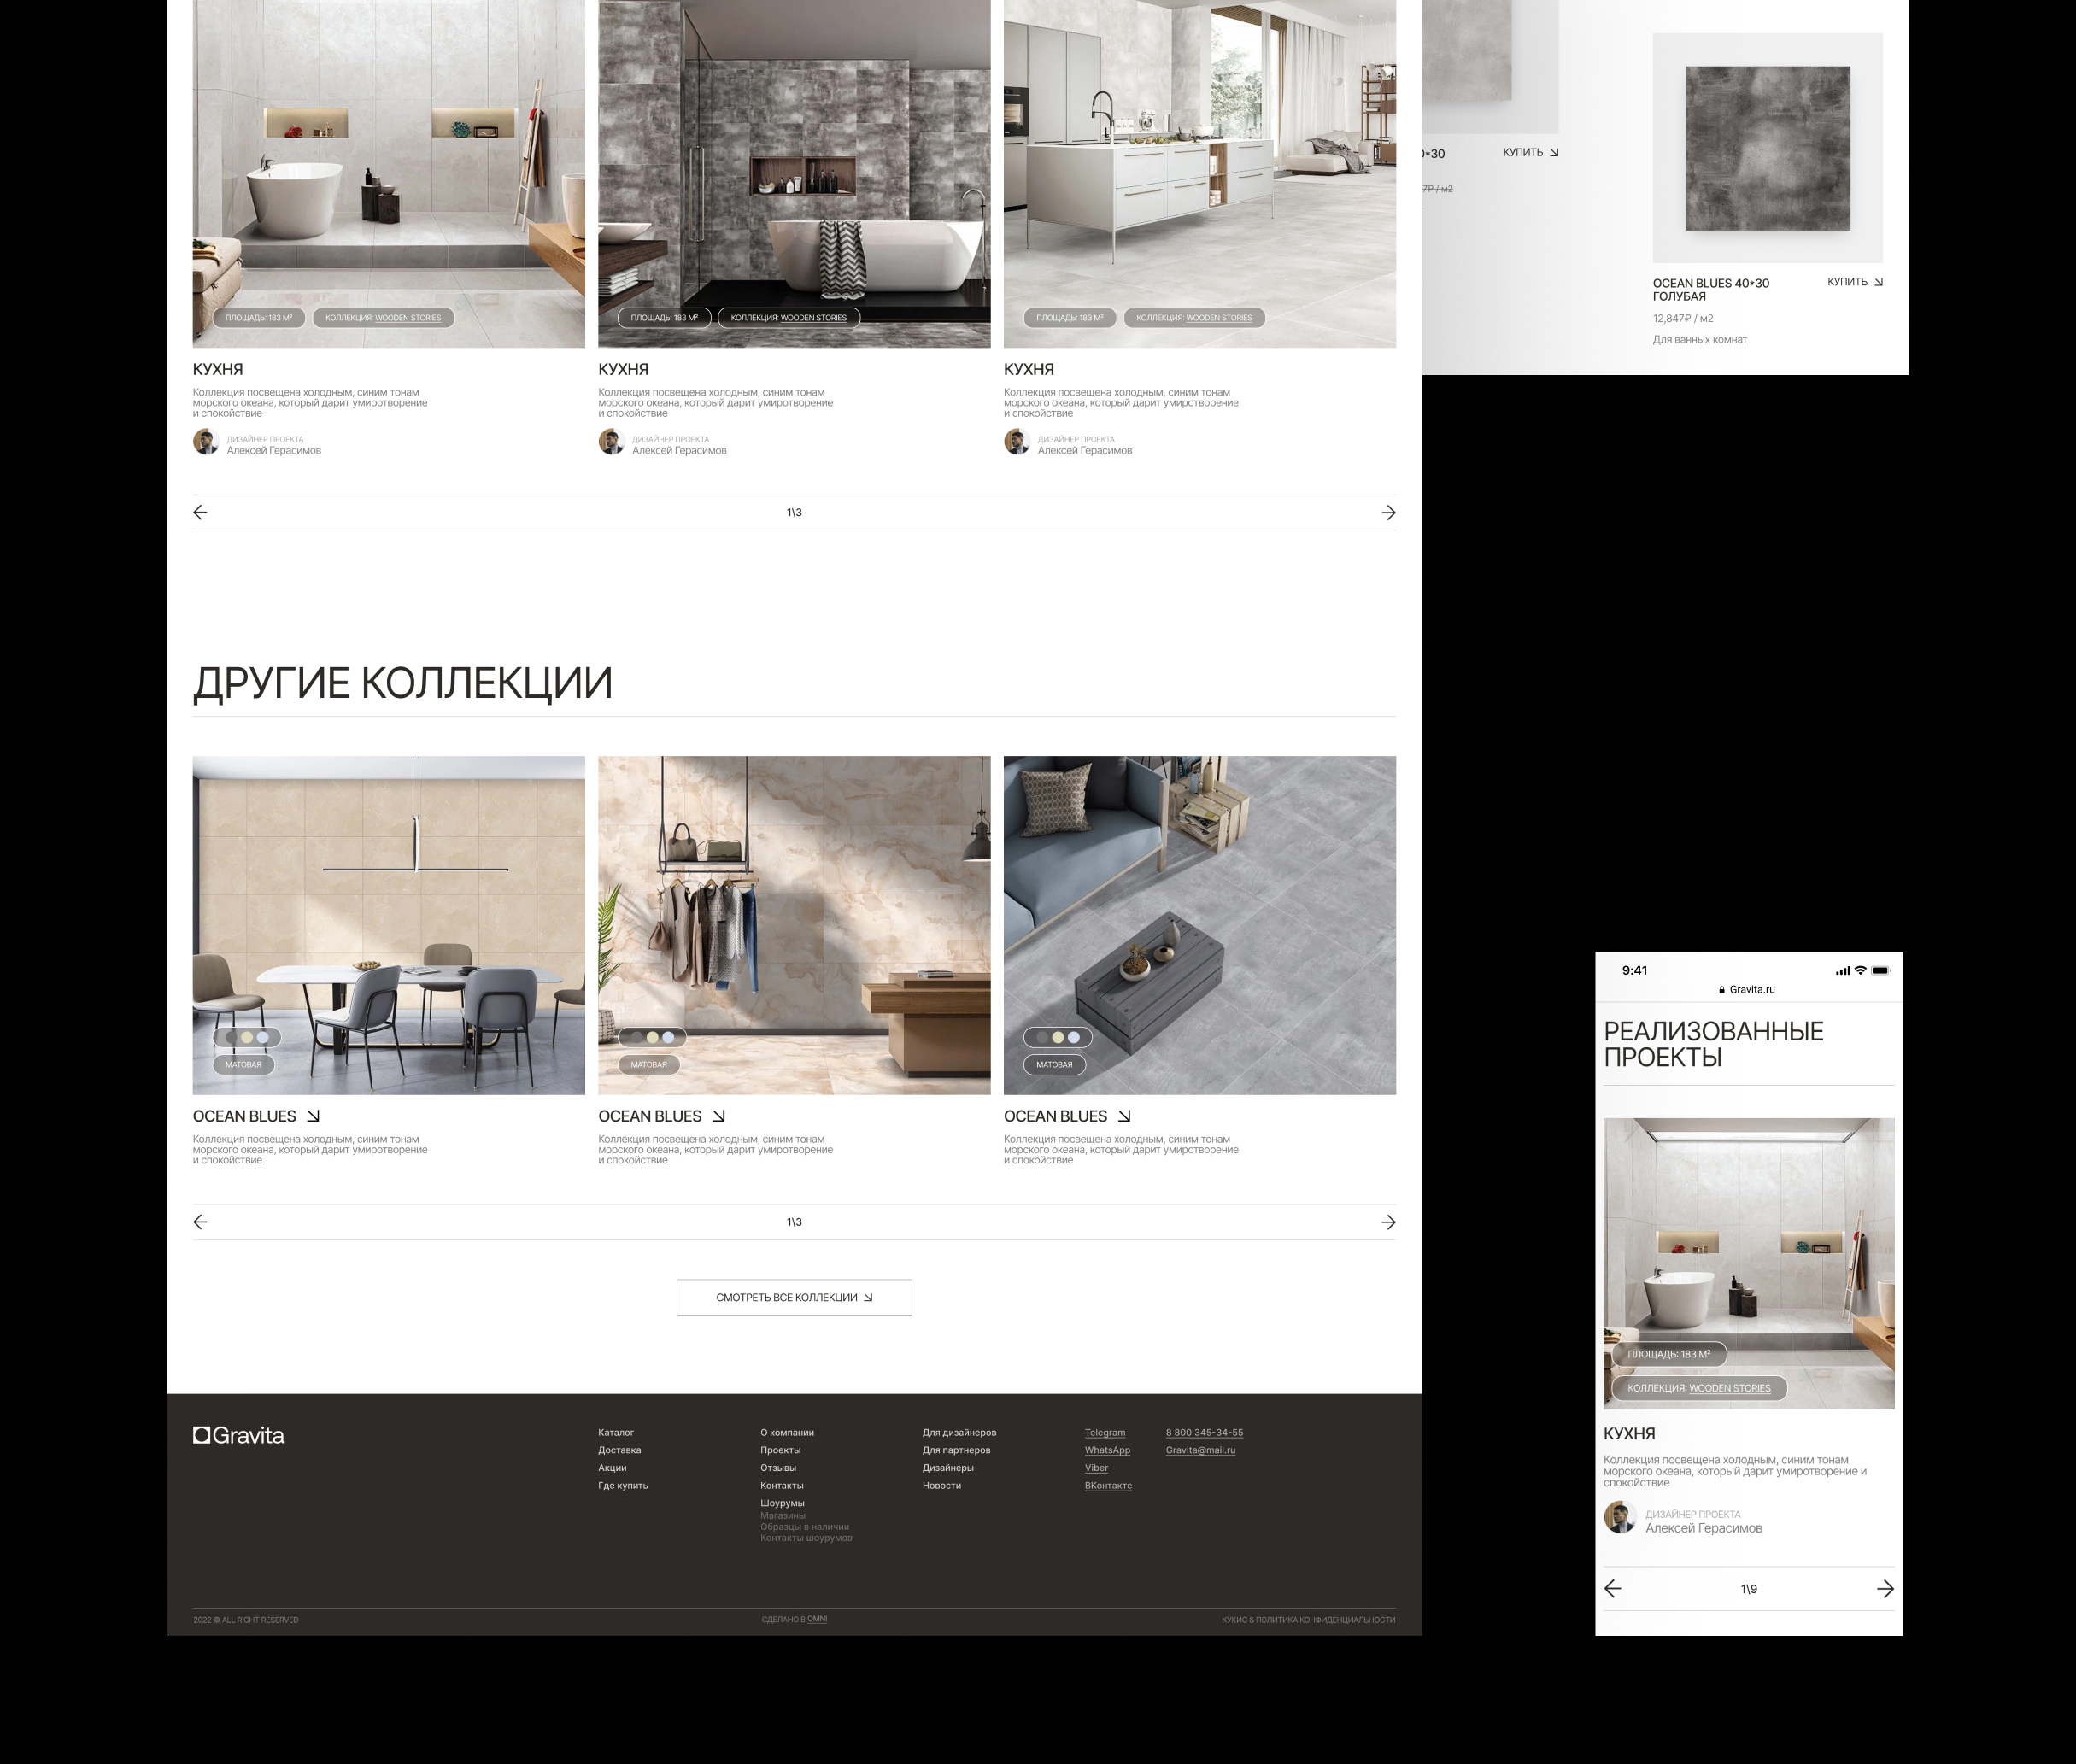 ПЛОЩАДЬ: 183 М²
КОЛЛЕКЦИЯ: WOODEN STORIES
КУХНЯ
Коллекция посвещена холодным, синим тонам
морского океана, который дарит умиротворение
и спокойствие
ДИЗАЙНЕР ПРОЕКТА
Алексей Герасимов
ПЛОЩАДЬ: 183 М²
КОЛЛЕКЦИЯ: WOODEN STORIES
КУХНЯ
Коллекция посвещена холодным, синим тонам
морского океана, который дарит умиротворение
и спокойствие
ДИЗАЙНЕР ПРОЕКТА
Алексей Герасимов
ПЛОЩАДЬ: 183 М²
КОЛЛЕКЦИЯ: WOODEN STORIES
КУХНЯ
Коллекция посвещена холодным, синим тонам
морского океана, который дарит умиротворение
и спокойствие
ДИЗАЙНЕР ПРОЕКТА
Алексей Герасимов
1\3
*30
КУПИТЬ
7₽ / м2
OCEAN BLUES 40*30
ГОЛУБАЯ
КУПИТЬ
12,847₽ / м2
Для ванных комнат
ДРУГИЕ КОЛЛЕКЦИИ
МАТОВАЯ
OCEAN BLUES
Коллекция посвещена холодным, синим тонам
морского океана, который дарит умиротворение
и спокойствие
МАТОВАЯ
OCEAN BLUES
Коллекция посвещена холодным, синим тонам
морского океана, который дарит умиротворение
и спокойствие
МАТОВАЯ
OCEAN BLUES
Коллекция посвещена холодным, синим тонам
морского океана, который дарит умиротворение
и спокойствие
1\3
СМОТРЕТЬ ВСЕ КОЛЛЕКЦИИ
Gravita
Каталог
Доставка
Акции
Где купить
О компании
Проекты
Отзывы
Контакты
Шоурумы
Магазины
Образцы в наличии
Контакты шоурумов
Для дизайнеров
Для партнеров
Дизайнеры
Новости
Telegram
WhatsApp
Viber
ВКонтакте
8 800 345-34-55
Gravita@mail.ru
2022 © ALL RIGHT RESERVED
СДЕЛАНО В OMNI
КУКИС & ПОЛИТИКА КОНФИДЕНЦИАЛЬНОСТИ
9:41
Gravita.ru
РЕАЛИЗОВАННЫЕ
ПРОЕКТЫ
ПЛОЩАДЬ: 183 М²
КОЛЛЕКЦИЯ: WOODEN STORIES
КУХНЯ
Коллекция посвещена холодным, синим тонам
морского океана, который дарит умиротворение и
спокойствие
ДИЗАЙНЕР ПРОЕКТА
Алексей Герасимов
1\9